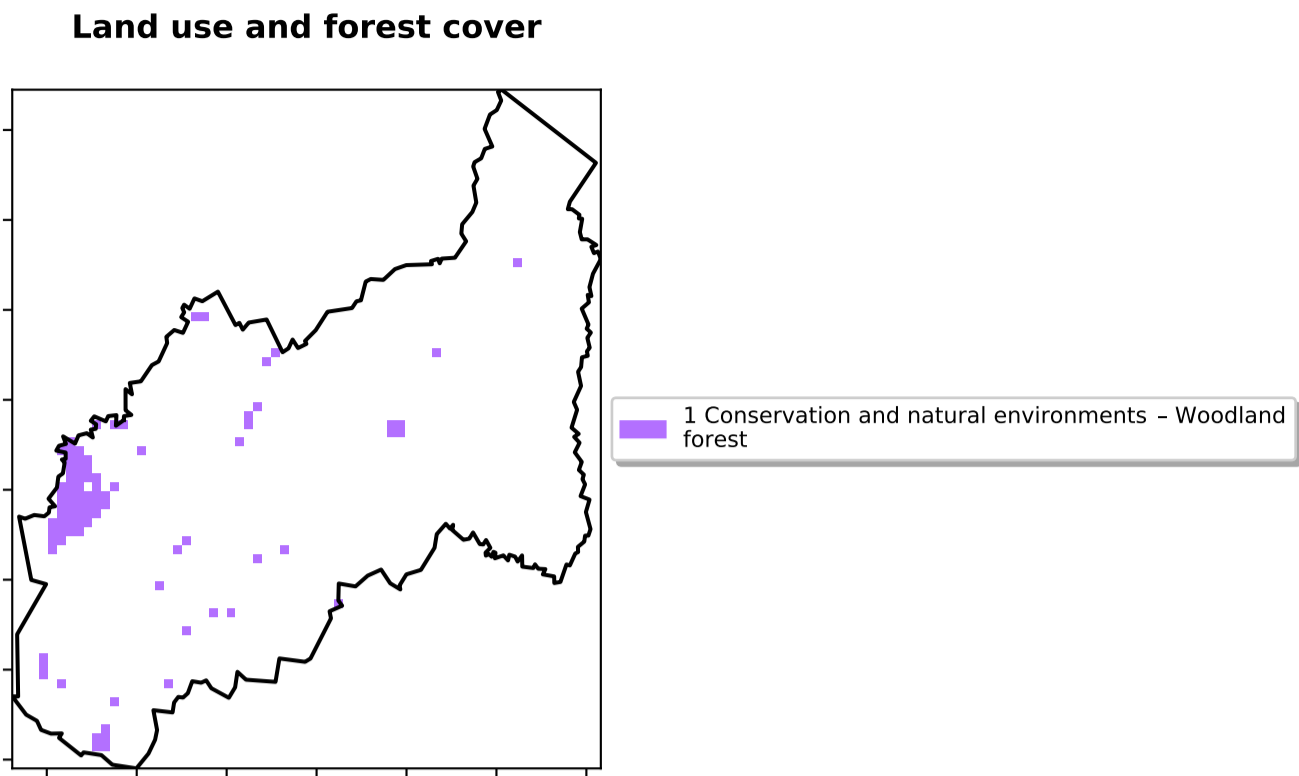 Land use and forest cover
1 Conservation and natural environments – Woodland
forest